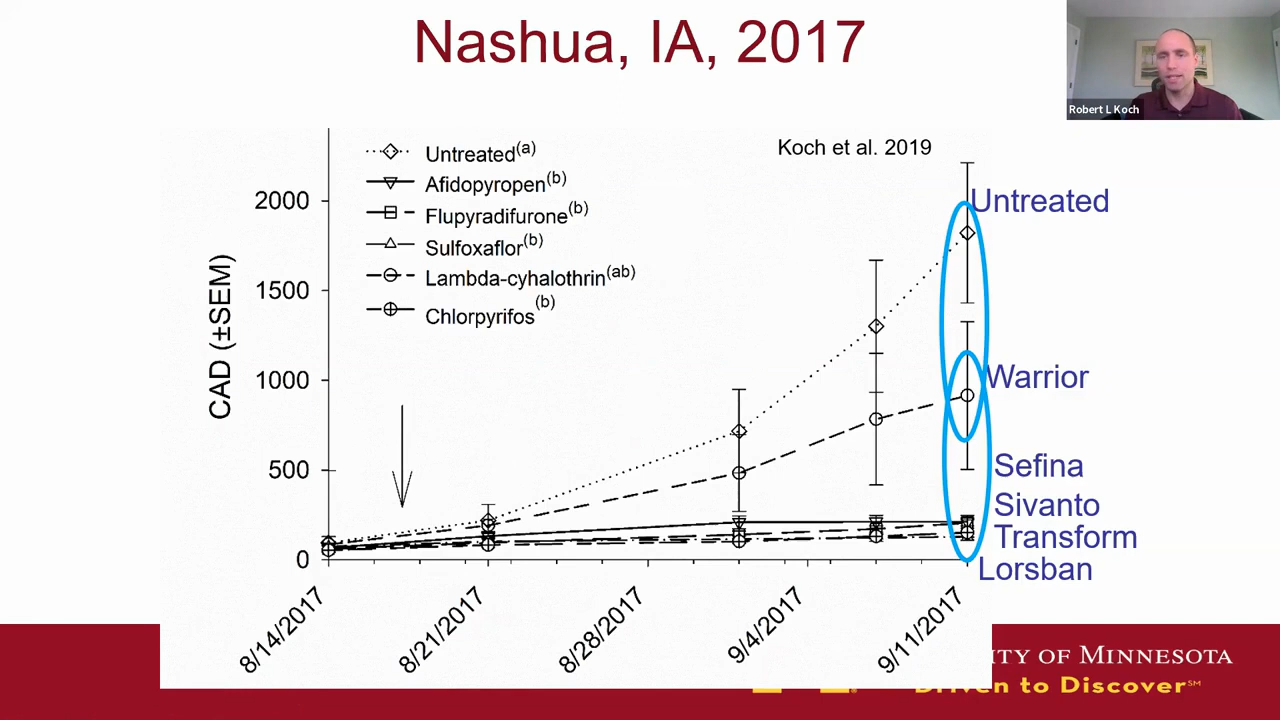 Nashua, IA, 2017
Robert L Koch
Koch et al. 2019
Untreated(a)
Afidopyropen(b)
Flupyradifurone(b)
Sulfoxaflor(b)
Lambda-cyhalothrin(ab)
Chlorpyrifos(b)
CAD (±SEM)
2000
1500
1000
500
0
8/14/2017
8/21/2017
8/28/2017
9/4/2017
9/11/2017
Untreated
Warrior
Sefina
Sivanto
Transform
Lorsban
ITY OF MINNESOTA
Driven to Discover℠